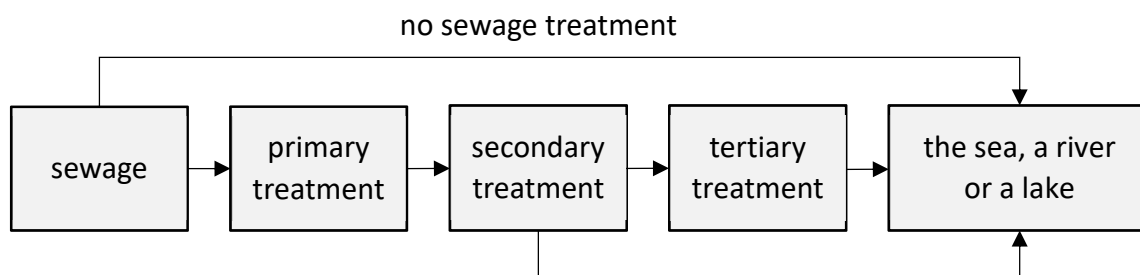 no sewage treatment
sewage
primary
treatment
secondary
treatment
tertiary
treatment
the sea, a river
or a lake